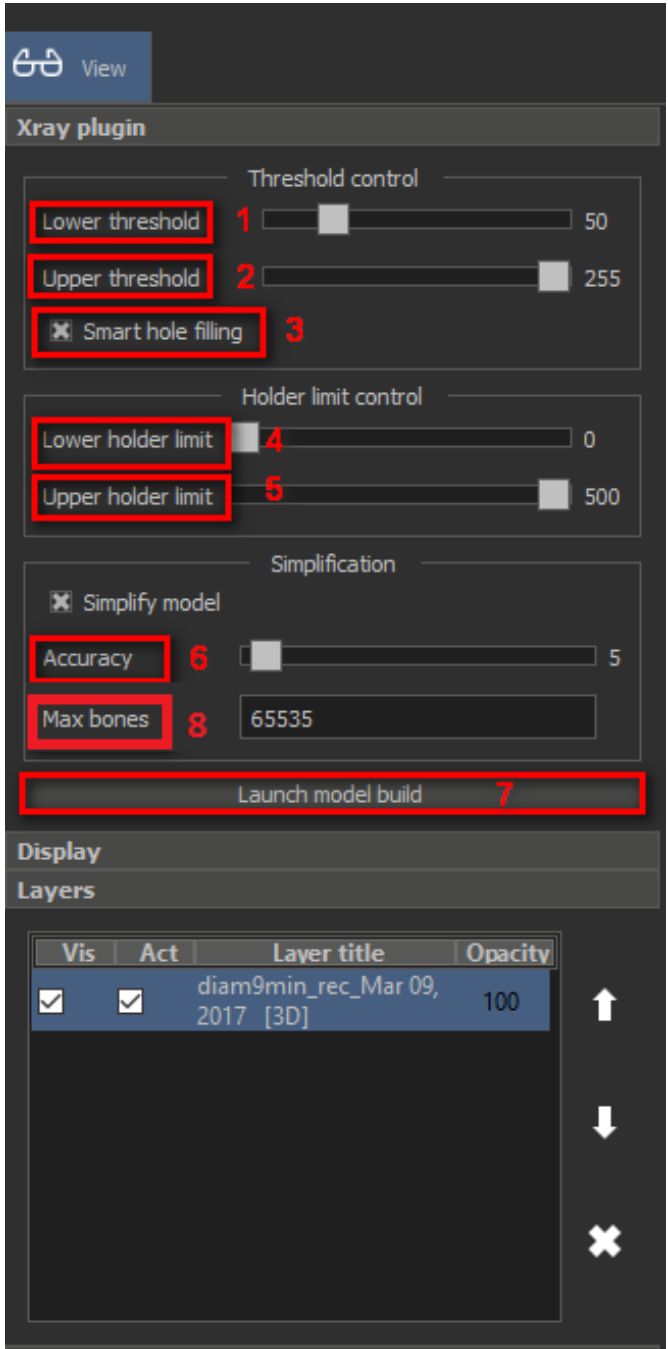 View
Xray plugin
Threshold control
Lower threshold 1 50
Upper threshold 2 255
Smart hole filling 3
Holder limit control
Lower holder limit 4 0
Upper holder limit 5 500
Simplification
Simplify model
Accuracy 6 5
Max bones 8 65535
Launch model build 7
Display
Layers
Vis Act Layer title Opacity
diam9min_rec_Mar 09, 100
2017 [3D]